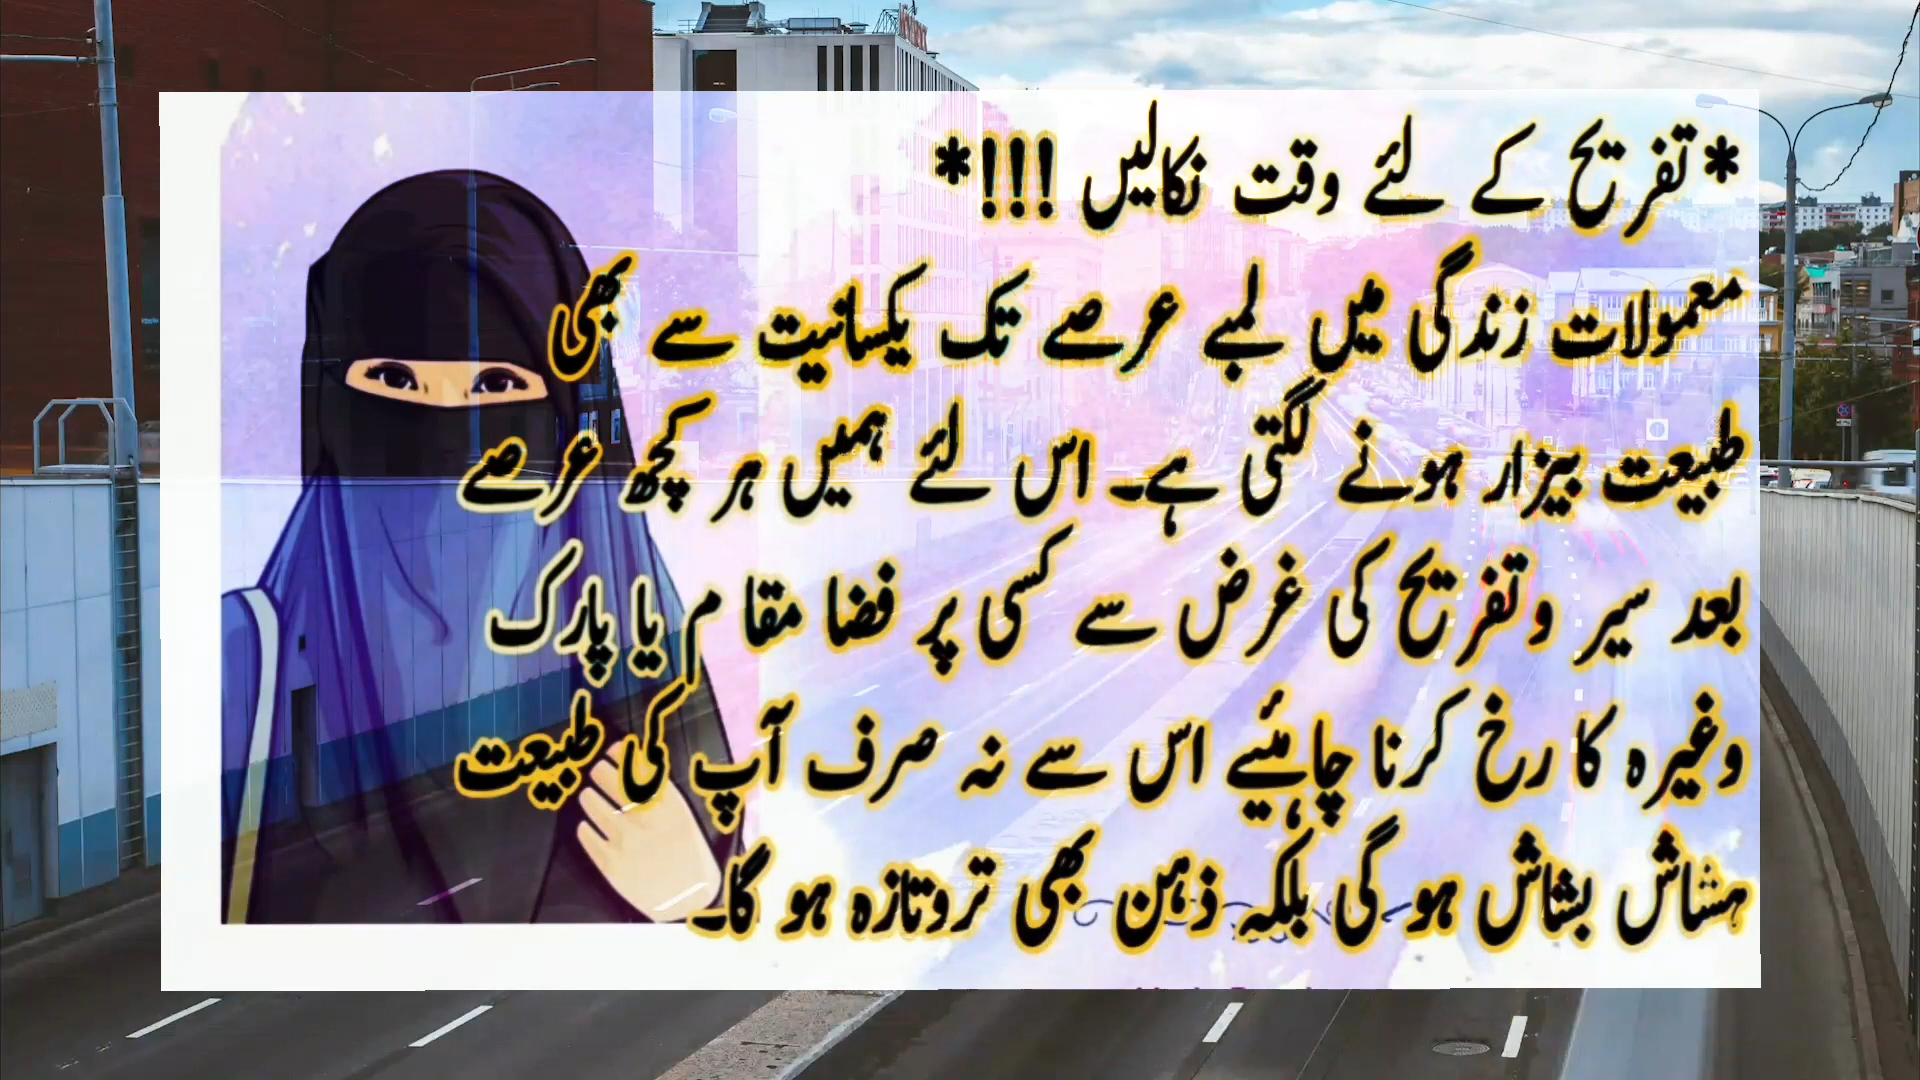 *تفریح کے لئے وقت نکالیں !!!*
معمولات زندگی میں لمبے عرصے تک یکسانیت سے بھی
طبیعت بیزار ہونے لگتی ہے۔ اس لئے ہمیں ہر کچھ عرصے
بعد سیر وتفریح کی غرض سے کسی پر فضا مقا م یا پارک
وغیرہ کا رخ کرنا چاہئیے اس سے نہ صرف آپ کی طبیعت
ہشاش بشاش ہو گی بلکہ ذہن بھی تروتازہ ہو گا۔